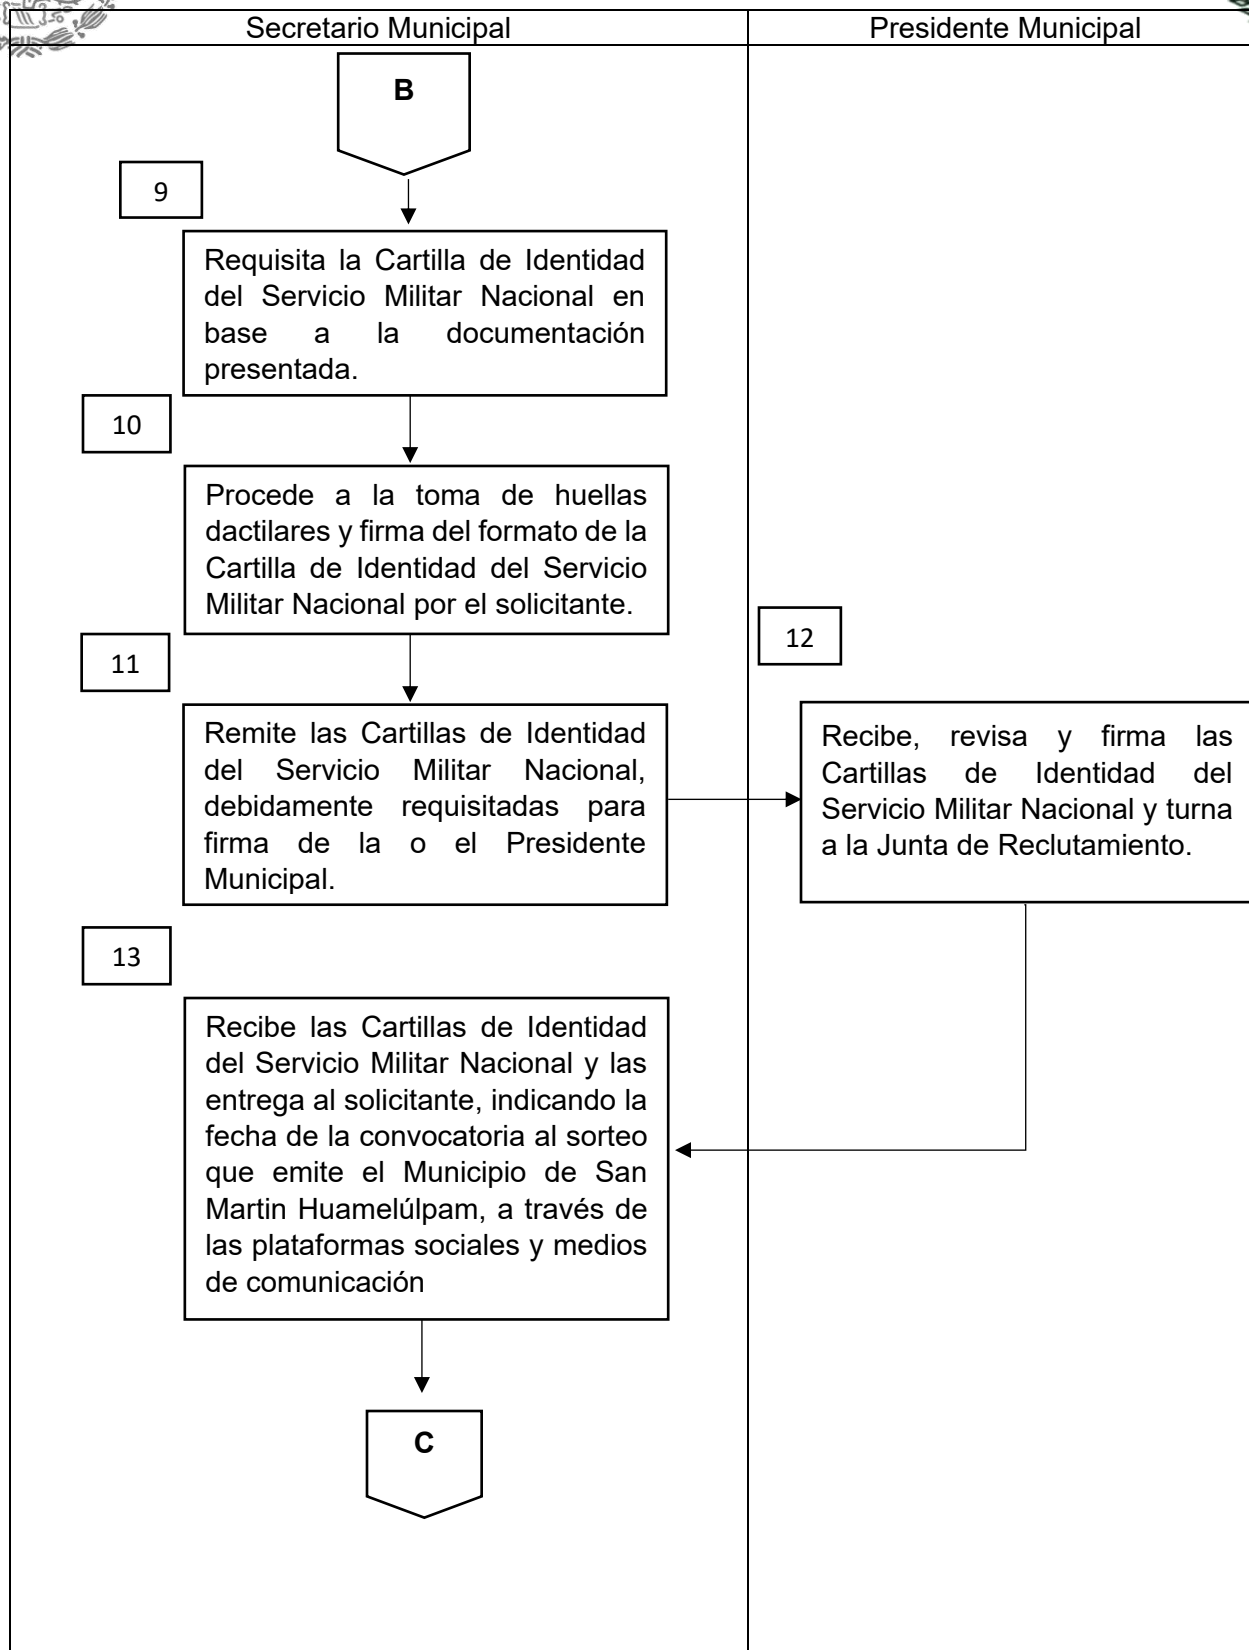 Secretario Municipal
Presidente Municipal
B
9
Requisita la Cartilla de Identidad
del Servicio Militar Nacional en
base a la documentación
presentada.
10
Procede a la toma de huellas
dactilares y firma del formato de la
Cartilla de Identidad del Servicio
Militar Nacional por el solicitante.
11
Remite las Cartillas de Identidad
del Servicio Militar Nacional,
debidamente requisitadas para
firma de la o el Presidente
Municipal.
12
Recibe, revisa y firma las
Cartillas de Identidad del
Servicio Militar Nacional y turna
a la Junta de Reclutamiento.
13
Recibe las Cartillas de Identidad
del Servicio Militar Nacional y las
entrega al solicitante, indicando la
fecha de la convocatoria al sorteo
que emite el Municipio de San
Martin Huamelúlpam, a través de
las plataformas sociales y medios
de comunicación
C